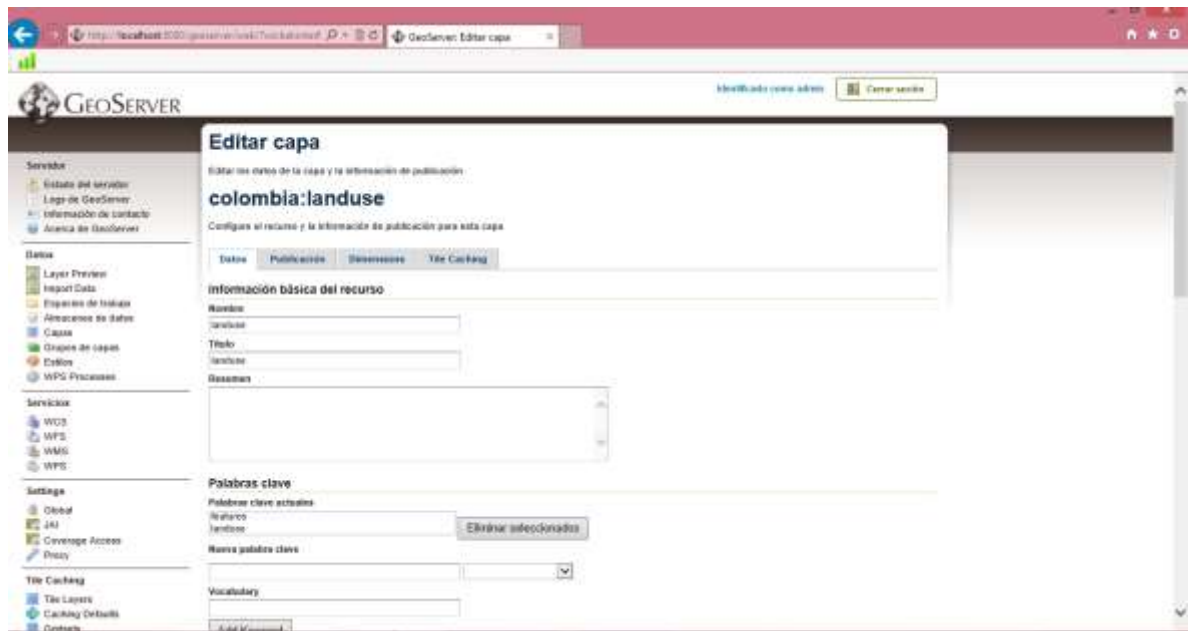 GeoServer: Editar capa
GEOSERVER
Identificado como admin
Cerrar sesión
Editar capa
Editar los datos de la capa y la información de publicación
colombia:landuse
Configure el recurso y la información de publicación para esta capa
Datos Publicación Dimensions Tile Caching
Información básica del recurso
Nombre
landuse
Título
landuse
Resumen
Palabras clave
Palabras clave actuales
features
landuse
Eliminar seleccionados
Nueva palabra clave
Vocabulary
Add Keyword
Servidor
Estado del servidor
Logs de GeoServer
Información de contacto
Acerca de GeoServer
Datos
Layer Preview
Import Data
Espacios de trabajo
Almacenes de datos
Capas
Grupos de capas
Estilos
WPS Processes
Servicios
WCS
WFS
WMS
WPS
Settings
Global
JAI
Coverage Access
Proxy
Tile Caching
Tile Layers
Caching Defaults
Gridsets